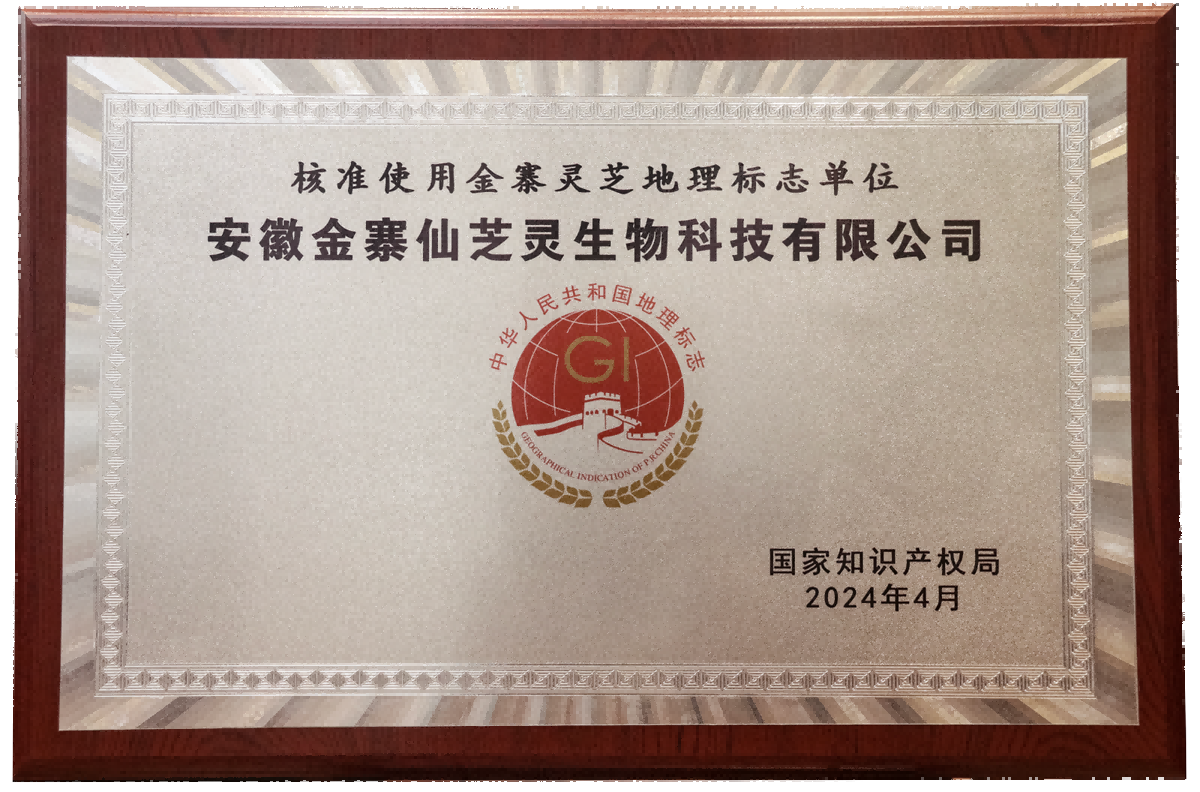 核准使用金寨灵芝地理标志单位
安徽金寨仙芝灵生物科技有限公司
中华人民共和国地理标志
GI
GEOGRAPHICAL INDICATION OF P.R.CHINA
国家知识产权局
2024年4月